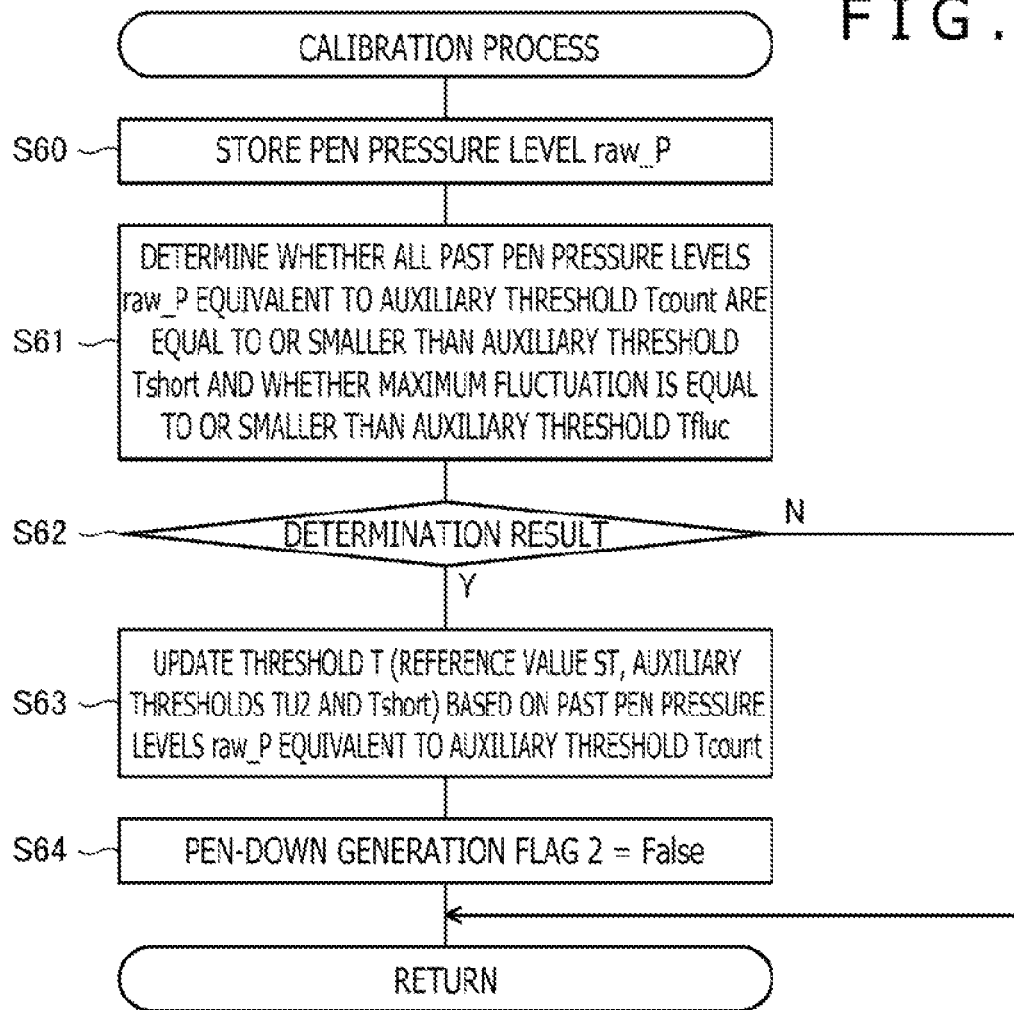 FIG.
CALIBRATION PROCESS
S60
STORE PEN PRESSURE LEVEL raw_P
S61
DETERMINE WHETHER ALL PAST PEN PRESSURE LEVELS
raw_P EQUIVALENT TO AUXILIARY THRESHOLD Tcount ARE
EQUAL TO OR SMALLER THAN AUXILIARY THRESHOLD
Tshort AND WHETHER MAXIMUM FLUCTUATION IS EQUAL
TO OR SMALLER THAN AUXILIARY THRESHOLD Tfluc
S62
DETERMINATION RESULT
N
Y
S63
UPDATE THRESHOLD T (REFERENCE VALUE ST, AUXILIARY
THRESHOLDS TU2 AND Tshort) BASED ON PAST PEN PRESSURE
LEVELS raw_P EQUIVALENT TO AUXILIARY THRESHOLD Tcount
S64
PEN-DOWN GENERATION FLAG 2 = False
RETURN